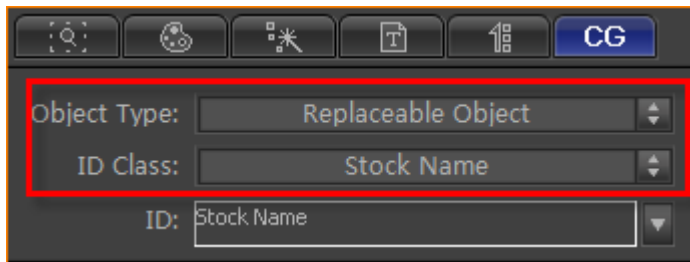 T CG
Object Type: Replaceable Object
ID Class: Stock Name
ID: Stock Name